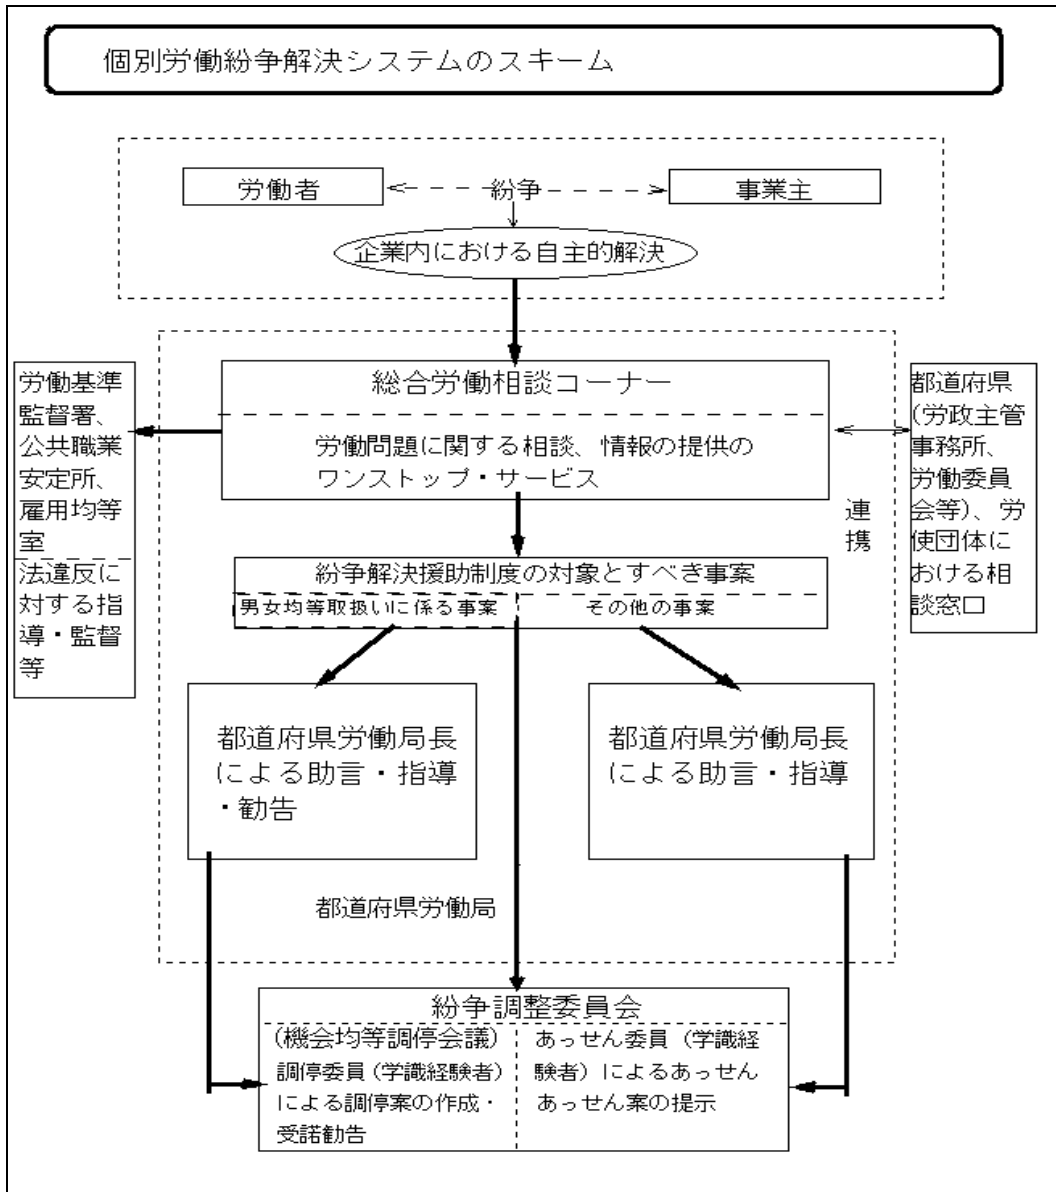 個別労働紛争解決システムのスキーム
労働者
紛争
事業主
企業内における自主的解決
総合労働相談コーナー
労働問題に関する相談、情報の提供の
ワンストップ・サービス
労働基準
監督署、
公共職業
安定所、
雇用均等
室
法違反に
対する指
導・監督
等
都道府県
(労政主管
事務所、
労働委員
会等)、労
使団体に
おける相
談窓口
連
携
紛争解決援助制度の対象とすべき事案
男女均等取扱いに係る事案
その他の事案
都道府県労働局長
による助言・指導
・勧告
都道府県労働局長
による助言・指導
都道府県労働局
紛争調整委員会
(機会均等調停会議)
調停委員(学識経験者)
による調停案の作成・
受諾勧告
あっせん委員(学識経
験者)によるあっせん
あっせん案の提示